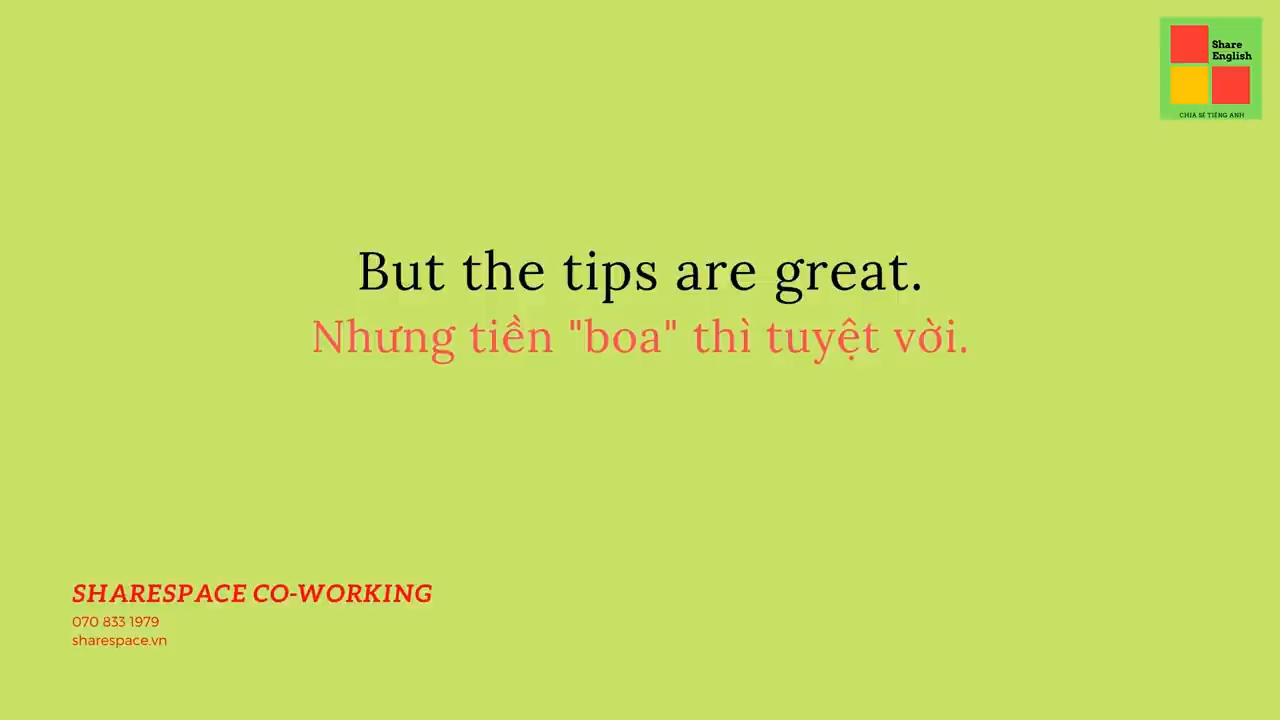 Share
English
CHIA SẺ TIẾNG ANH
But the tips are great.
Nhưng tiền "boa" thì tuyệt vời.
SHARESPACE CO-WORKING
070 833 1979
sharespace.vn